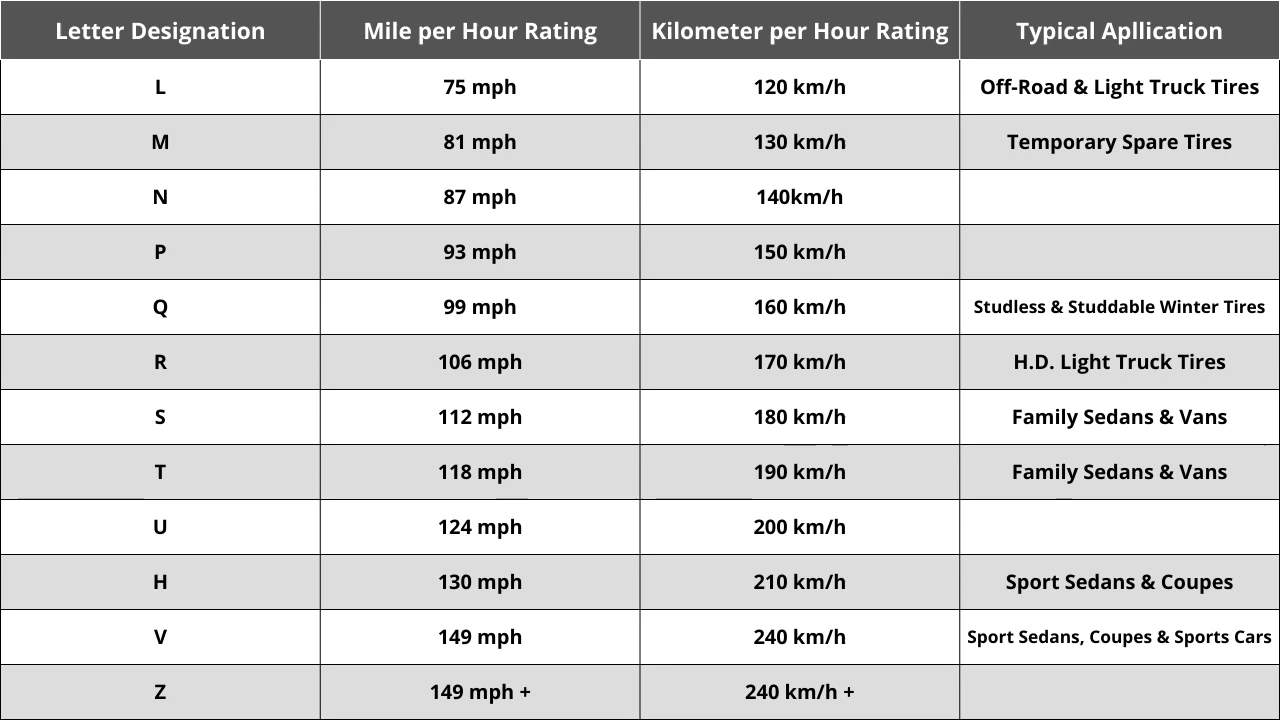 Letter Designation Mile per Hour Rating Kilometer per Hour Rating Typical Apllication
L 75 mph 120 km/h Off-Road & Light Truck Tires
M 81 mph 130 km/h Temporary Spare Tires
N 87 mph 140km/h
P 93 mph 150 km/h
Q 99 mph 160 km/h Studless & Studdable Winter Tires
R 106 mph 170 km/h H.D. Light Truck Tires
S 112 mph 180 km/h Family Sedans & Vans
T 118 mph 190 km/h Family Sedans & Vans
U 124 mph 200 km/h
H 130 mph 210 km/h Sport Sedans & Coupes
V 149 mph 240 km/h Sport Sedans, Coupes & Sports Cars
Z 149 mph + 240 km/h +